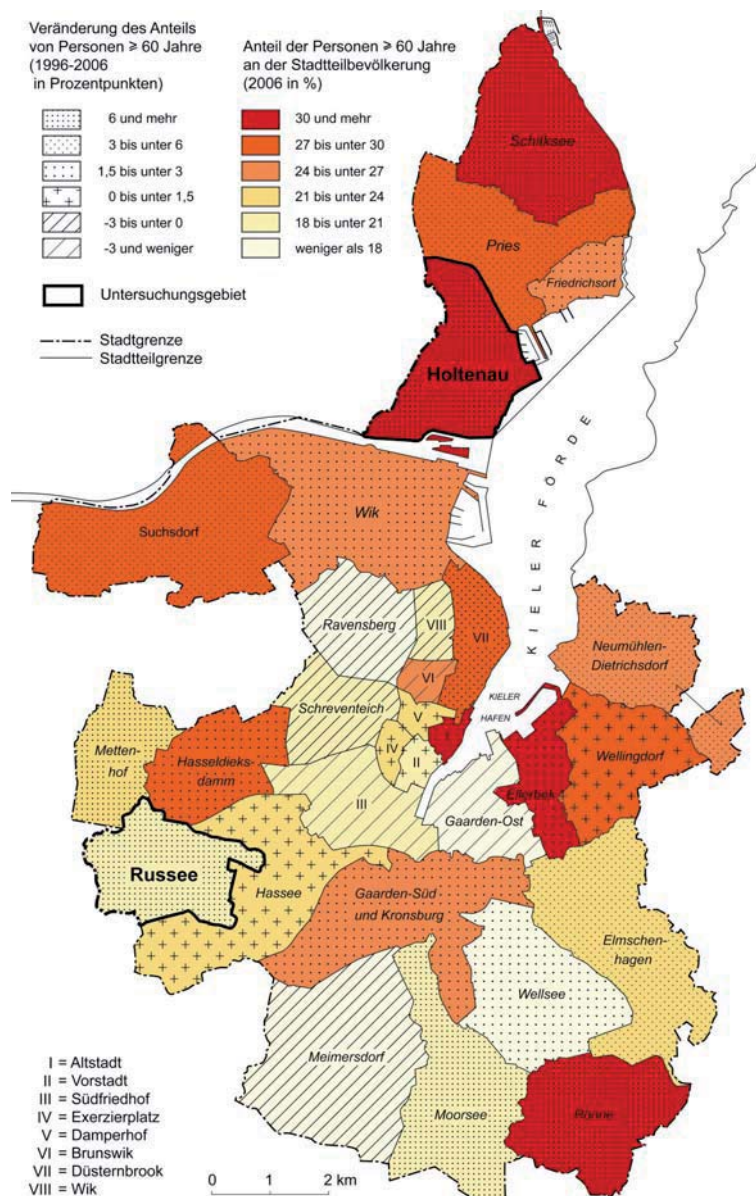 Veränderung des Anteils
von Personen ≥ 60 Jahre
(1996-2006
in Prozentpunkten)
6 und mehr
3 bis unter 6
1,5 bis unter 3
0 bis unter 1,5
-3 bis unter 0
-3 und weniger
Anteil der Personen ≥ 60 Jahre
an der Stadtteilbevölkerung
(2006 in %)
30 und mehr
27 bis unter 30
24 bis unter 27
21 bis unter 24
18 bis unter 21
weniger als 18
Untersuchungsgebiet
Stadtgrenze
Stadtteilgrenze
Schilksee
Pries
Friedrichsort
Holtenau
KIELER FÖRDE
Suchsdorf
Wik
Ravensberg
VIII
VII
VI
Neumühlen-
Dietrichsdorf
Schreventeich
V
KIELER
HAFEN
I
IV
II
Wellingdorf
Metten-
hof
Hasseldieks-
damm
III
Ellerbek
Gaarden-Ost
Russee
Hassee
Gaarden-Süd
und Kronsburg
Elmschen-
hagen
Wellsee
Meimersdorf
Moorsee
Rönne
I = Altstadt
II = Vorstadt
III = Südfriedhof
IV = Exerzierplatz
V = Damperhof
VI = Brunswik
VII = Düsternbrook
VIII = Wik
0 1 2 km